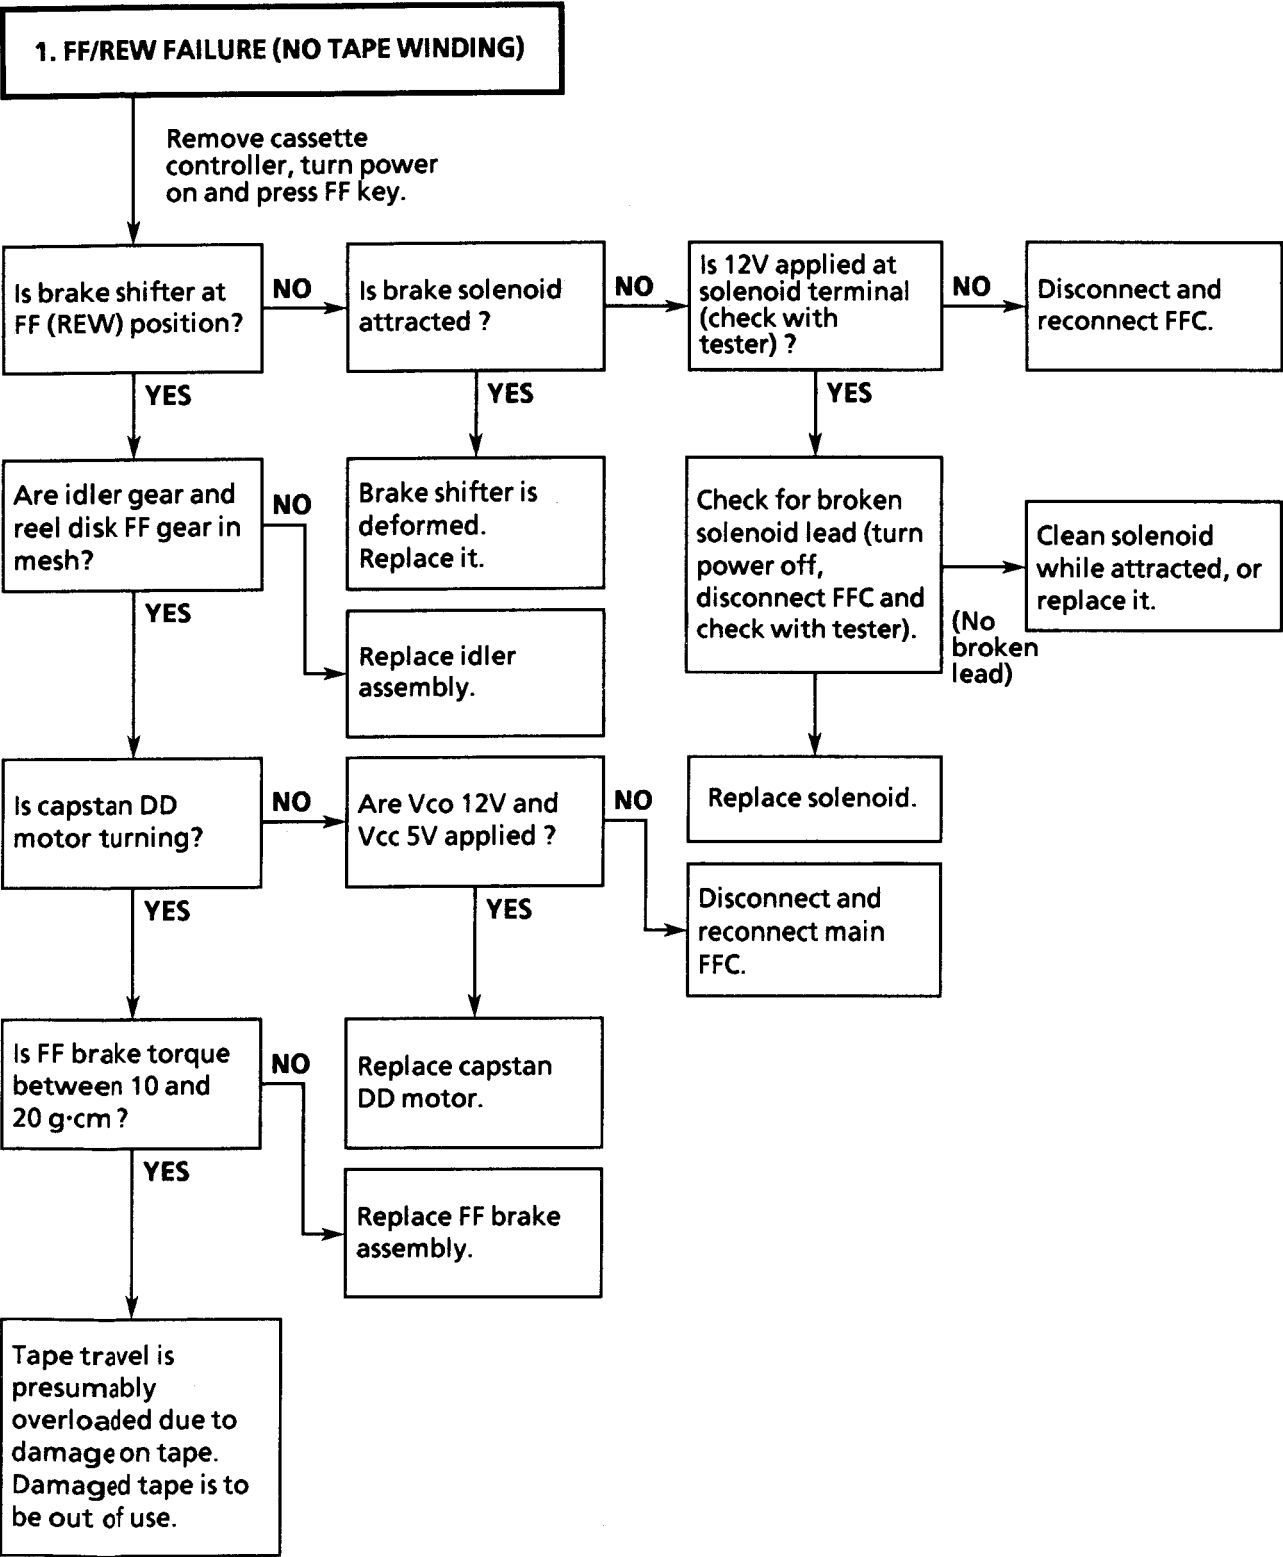 1. FF/REW FAILURE (NO TAPE WINDING)
Remove cassette
controller, turn power
on and press FF key.
Is brake shifter at
FF (REW) position?
NO
Is brake solenoid
attracted ?
NO
Is 12V applied at
solenoid terminal
(check with
tester) ?
NO
Disconnect and
reconnect FFC.
YES
YES
YES
Are idler gear and
reel disk FF gear in
mesh?
NO
Brake shifter is
deformed.
Replace it.
Check for broken
solenoid lead (turn
power off,
disconnect FFC and
check with tester).
Clean solenoid
while attracted, or
replace it.
(No
broken
lead)
YES
Replace idler
assembly.
Is capstan DD
motor turning?
NO
Are Vco 12V and
Vcc 5V applied ?
NO
Replace solenoid.
Disconnect and
reconnect main
FFC.
YES
YES
Is FF brake torque
between 10 and
20 g·cm ?
NO
Replace capstan
DD motor.
YES
Replace FF brake
assembly.
Tape travel is
presumably
overloaded due to
damage on tape.
Damaged tape is to
be out of use.